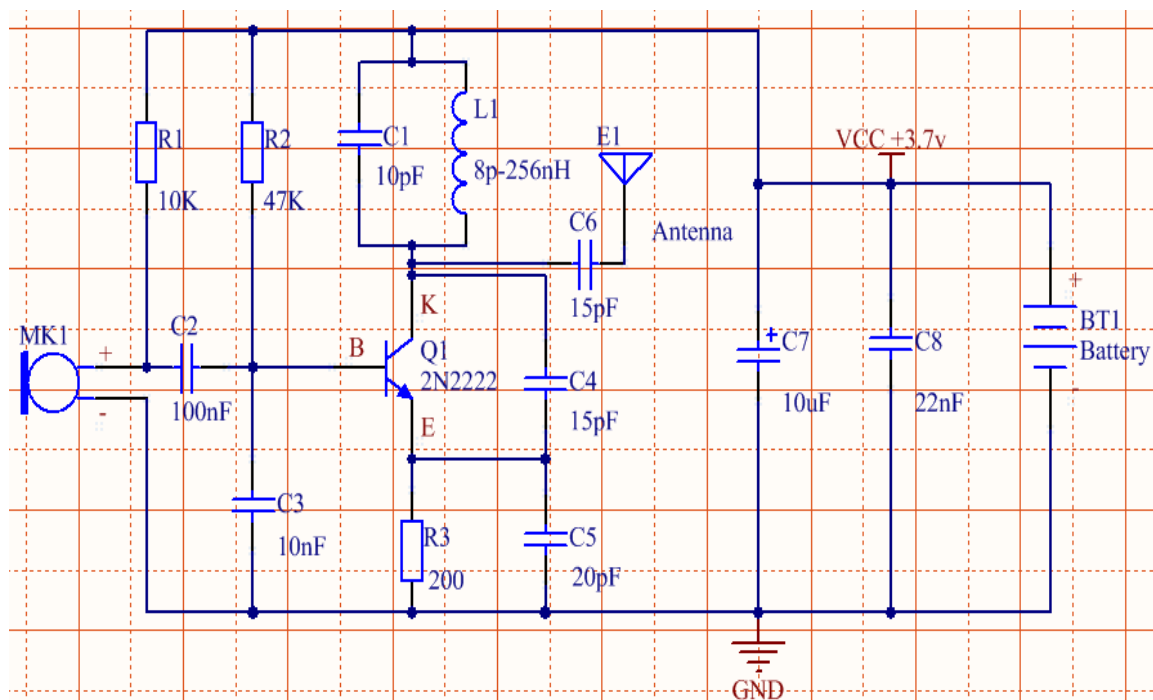 L1
E1
R1
R2
C1
VCC +3.7v
10pF
8p-256nH
10K
47K
C6
Antenna
+
15pF
K
C2
MK1
+
B
Q1
+
C7
C8
BT1
Battery
2N2222
C4
-
100nF
15pF
10uF
22nF
-
E
C3
R3
C5
10nF
200
20pF
GND